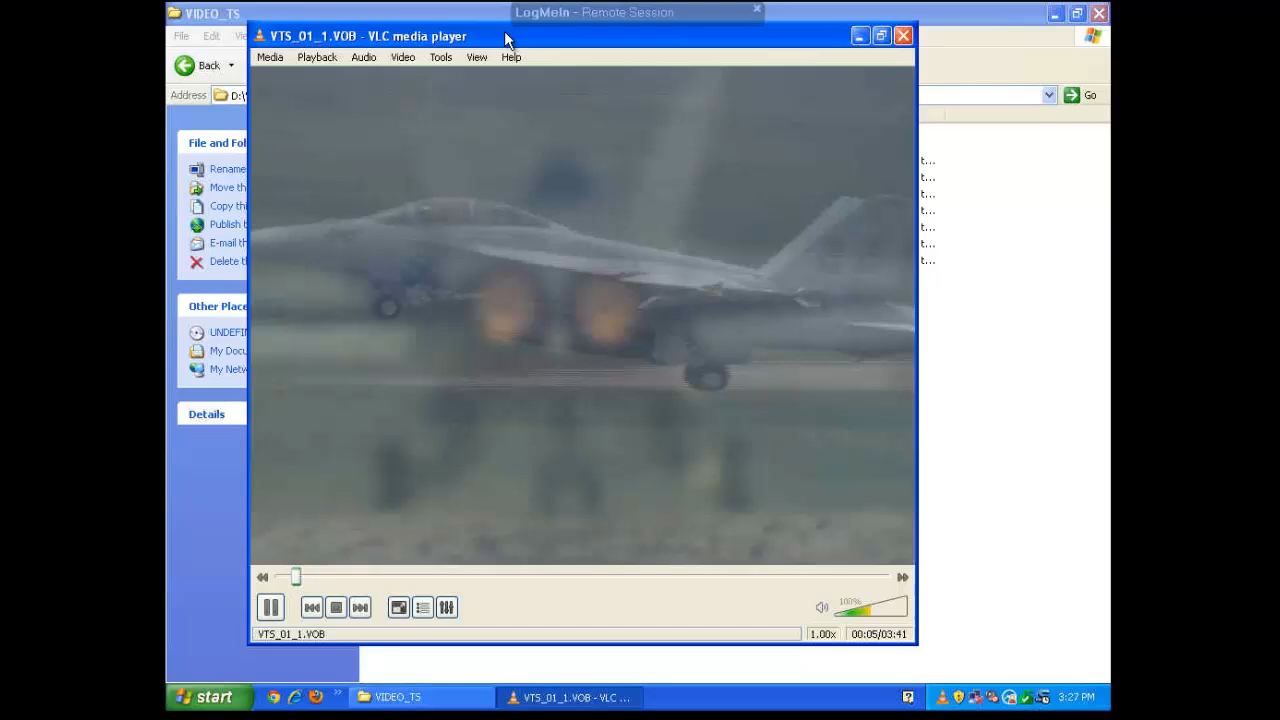 VIDEO_TS
LogMeIn - Remote Session
VTS_01_1.VOB - VLC media player
File Edit
Media Playback Audio Video Tools View Help
Back
Address D:\
Go
File and Fol
Rename
Move th
Copy this
Publish t
E-mail th
Delete th
t...
t...
t...
t...
t...
t...
t...
Other Place
UNDEFIN
My Docu
My Netw
Details
100%
VTS_01_1.VOB 1.00x 00:05/03:41
start VIDEO_TS VTS_01_1.VOB - VLC ... 3:27 PM